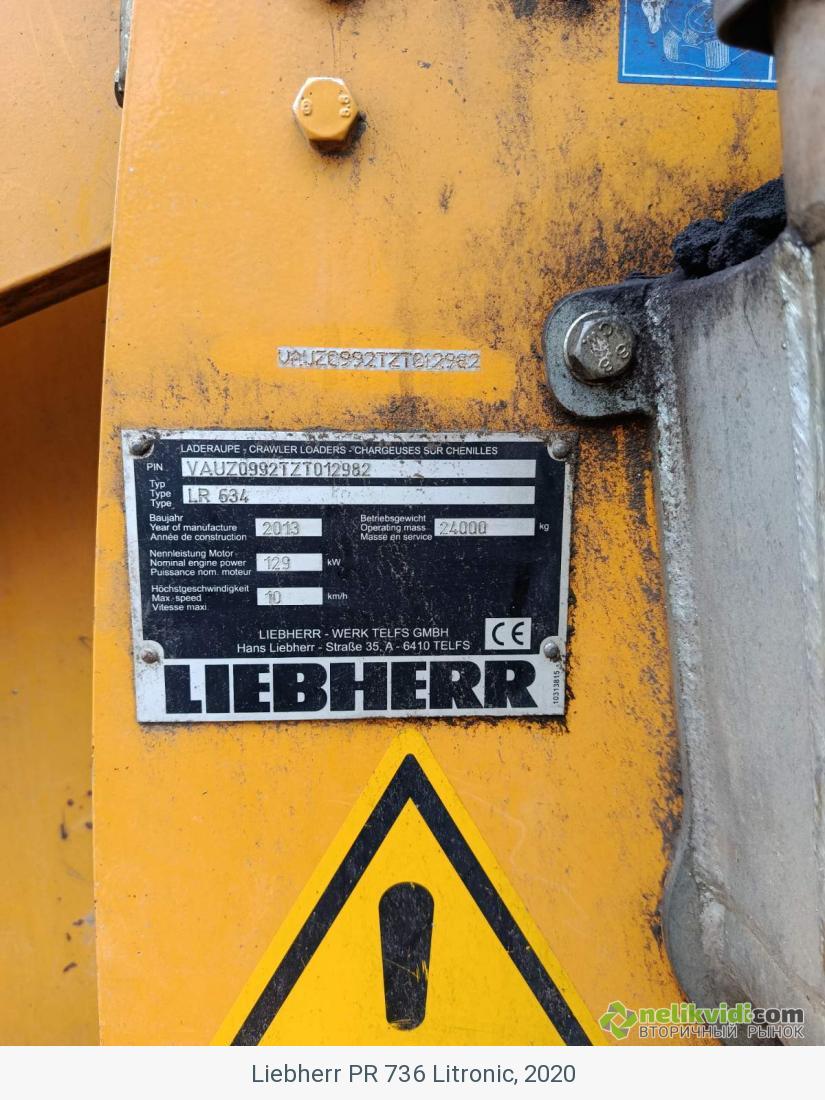 8.8
VAUZ0992TZT012982
LADERAUPE - CRAWLER LOADERS - CHARGEUSES SUR CHENILLES
PIN VAUZ0992TZT012982
Typ
Type LR 634
Type
Baujahr
Year of manufacture 2013
Année de construction
Betriebsgewicht
Operating mass 24000 kg
Masse en service
Nennleistung Motor
Nominal engine power 129 kW
Puissance nom. moteur
Höchstgeschwindigkeit
Max. speed 10 km/h
Vitesse maxi.
LIEBHERR - WERK TELFS GMBH
Hans Liebherr - Straße 35, A - 6410 TELFS
CE
LIEBHERR
10313815
nelikvidi.com
ВТОРИЧНЫЙ РЫНОК
Liebherr PR 736 Litronic, 2020